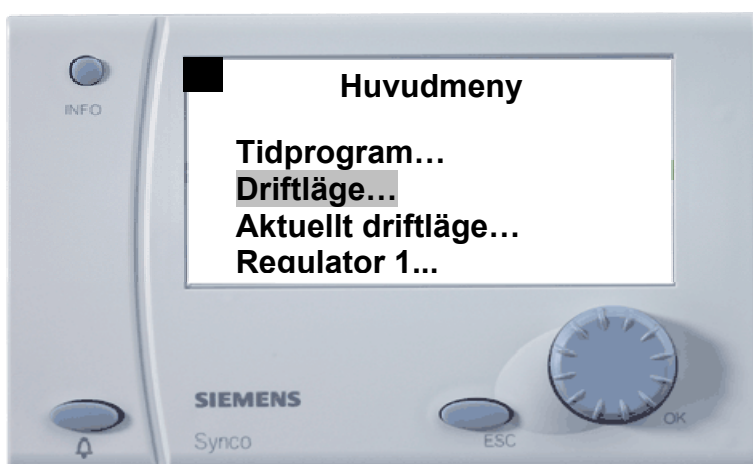 INFO
Huvudmeny
Tidprogram…
Driftläge…
Aktuellt driftläge…
Regulator 1...
SIEMENS
Synco
ESC
OK